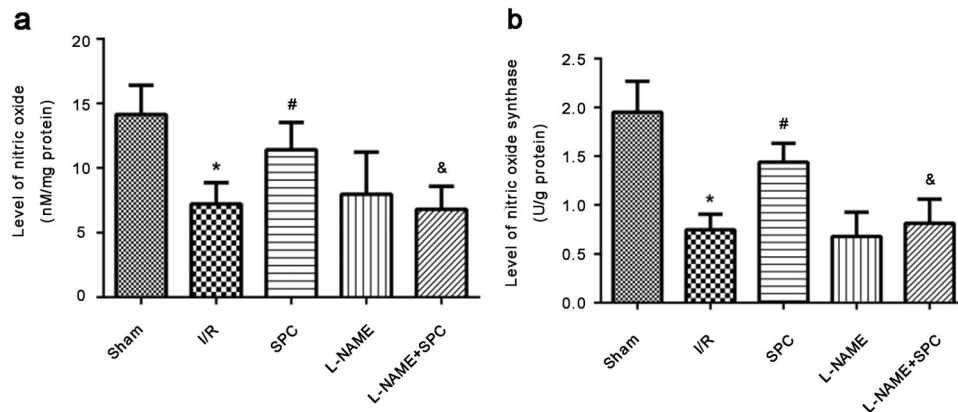 a
Level of nitric oxide
(nM/mg protein)
20
15
10
5
0
*
#
&
Sham
I/R
SPC
L-NAME
L-NAME+SPC
b
Level of nitric oxide synthase
(U/g protein)
2.5
2.0
1.5
1.0
0.5
0.0
*
#
&
Sham
I/R
SPC
L-NAME
L-NAME+SPC